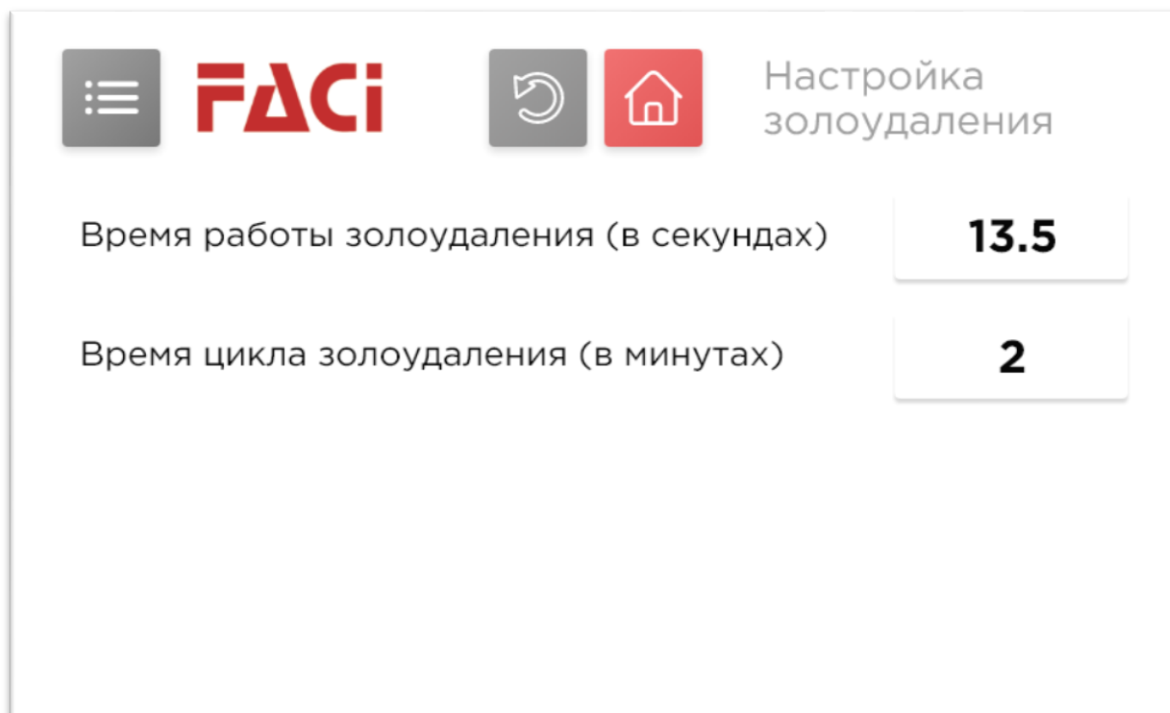 FACi
Настройка
золоудаления
Время работы золоудаления (в секундах)
13.5
Время цикла золоудаления (в минутах)
2